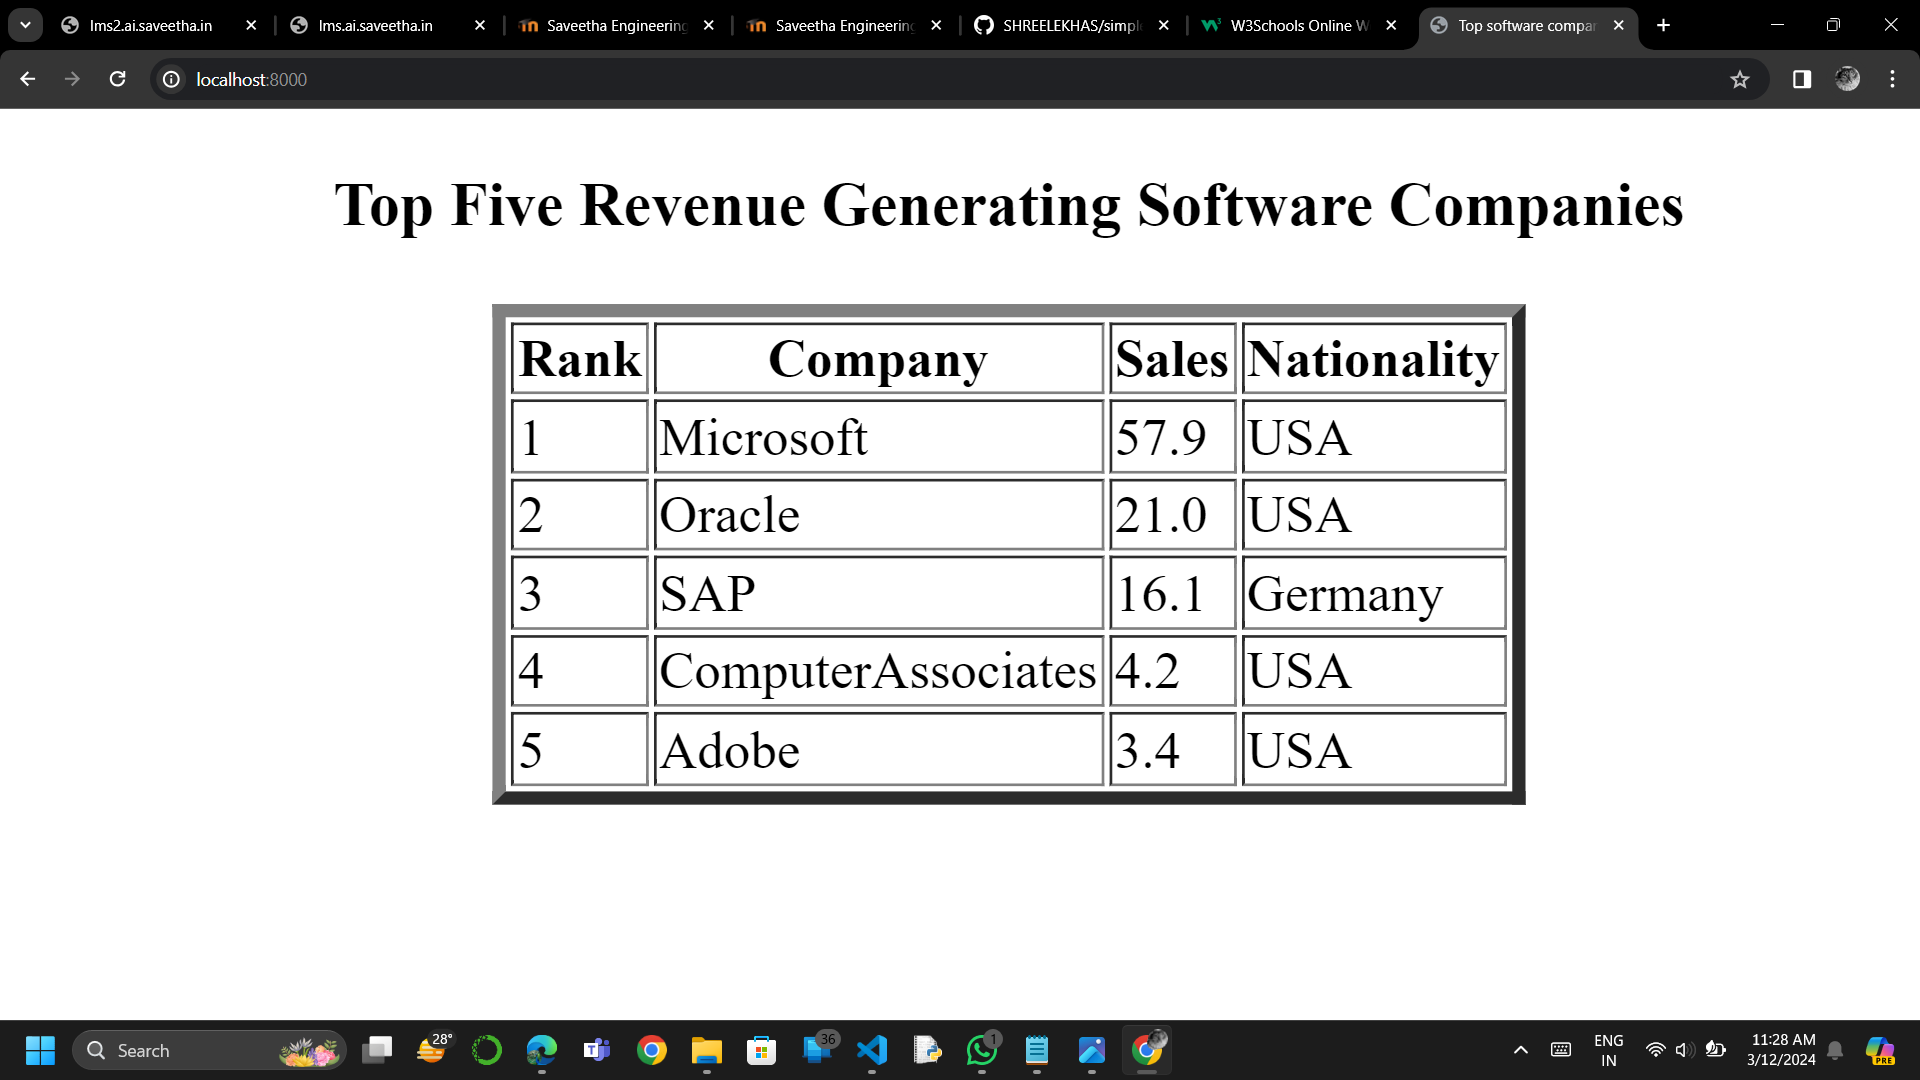 lms2.ai.saveetha.in lms.ai.saveetha.in Saveetha Engineering Saveetha Engineering SHREELEKHAS/simple W3Schools Online W Top software compan
localhost:8000
Top Five Revenue Generating Software Companies
Rank Company Sales Nationality
1 Microsoft 57.9 USA
2 Oracle 21.0 USA
3 SAP 16.1 Germany
4 ComputerAssociates 4.2 USA
5 Adobe 3.4 USA
Search 28° 36 1 ENG 11:28 AM
IN 3/12/2024 PRE